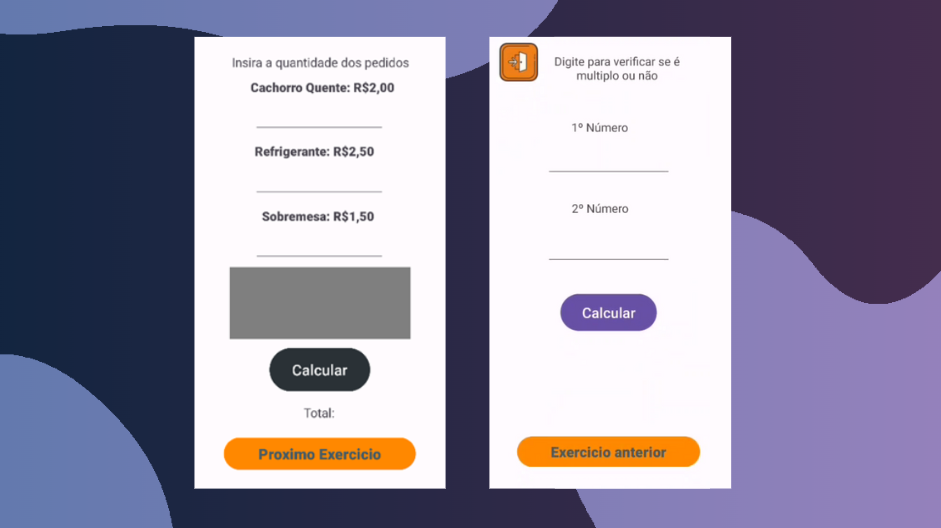 Insira a quantidade dos pedidos
Cachorro Quente: R$2,00
Refrigerante: R$2,50
Sobremesa: R$1,50
Calcular
Total:
Proximo Exercicio
Digite para verificar se é
multiplo ou não
1º Número
2º Número
Calcular
Exercicio anterior